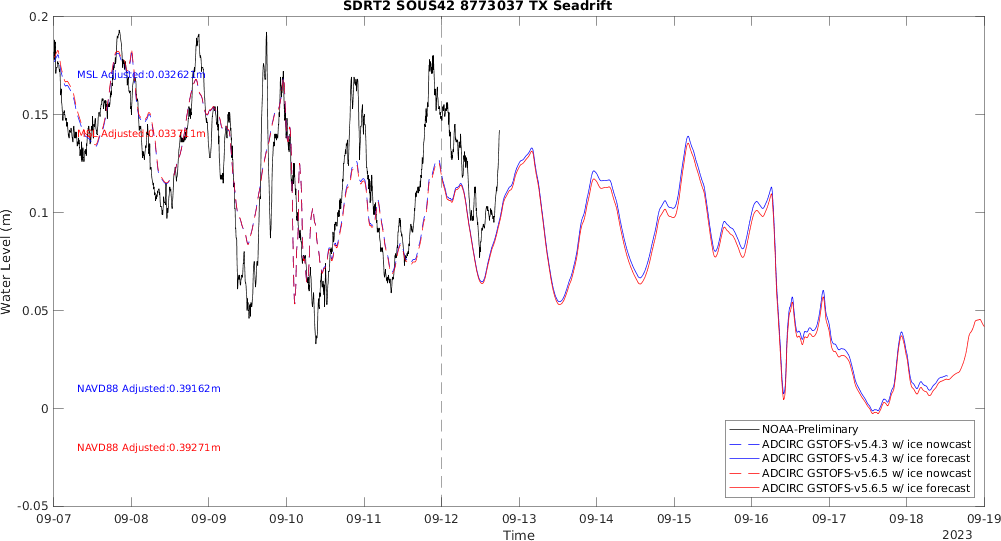 SDRT2 SOUS42 8773037 TX Seadrift
0.2
0.15
0.1
0.05
0
-0.05
Water Level (m)
MSL Adjusted:0.032621m
NAVD88 Adjusted:0.39162m
NAVD88 Adjusted:0.39271m
NOAA-Preliminary
ADCIRC GSTOFS-v5.4.3 w/ ice nowcast
ADCIRC GSTOFS-v5.4.3 w/ ice forecast
ADCIRC GSTOFS-v5.6.5 w/ ice nowcast
ADCIRC GSTOFS-v5.6.5 w/ ice forecast
09-07 09-08 09-09 09-10 09-11 09-12 09-13 09-14 09-15 09-16 09-17 09-18 09-19
Time
2023